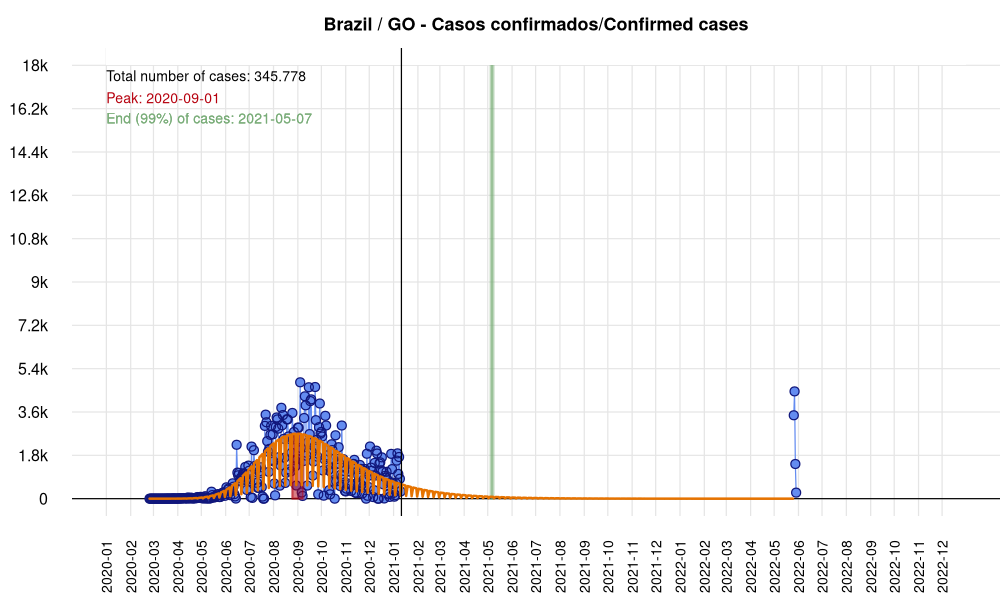 Brazil / GO - Casos confirmados/Confirmed cases
Total number of cases: 345.778
Peak: 2020-09-01
End (99%) of cases: 2021-05-07
18k
16.2k
14.4k
12.6k
10.8k
9k
7.2k
5.4k
3.6k
1.8k
0
2020-01
2020-02
2020-03
2020-04
2020-05
2020-06
2020-07
2020-08
2020-09
2020-10
2020-11
2020-12
2021-01
2021-02
2021-03
2021-04
2021-05
2021-06
2021-07
2021-08
2021-09
2021-10
2021-11
2021-12
2022-01
2022-02
2022-03
2022-04
2022-05
2022-06
2022-07
2022-08
2022-09
2022-10
2022-11
2022-12